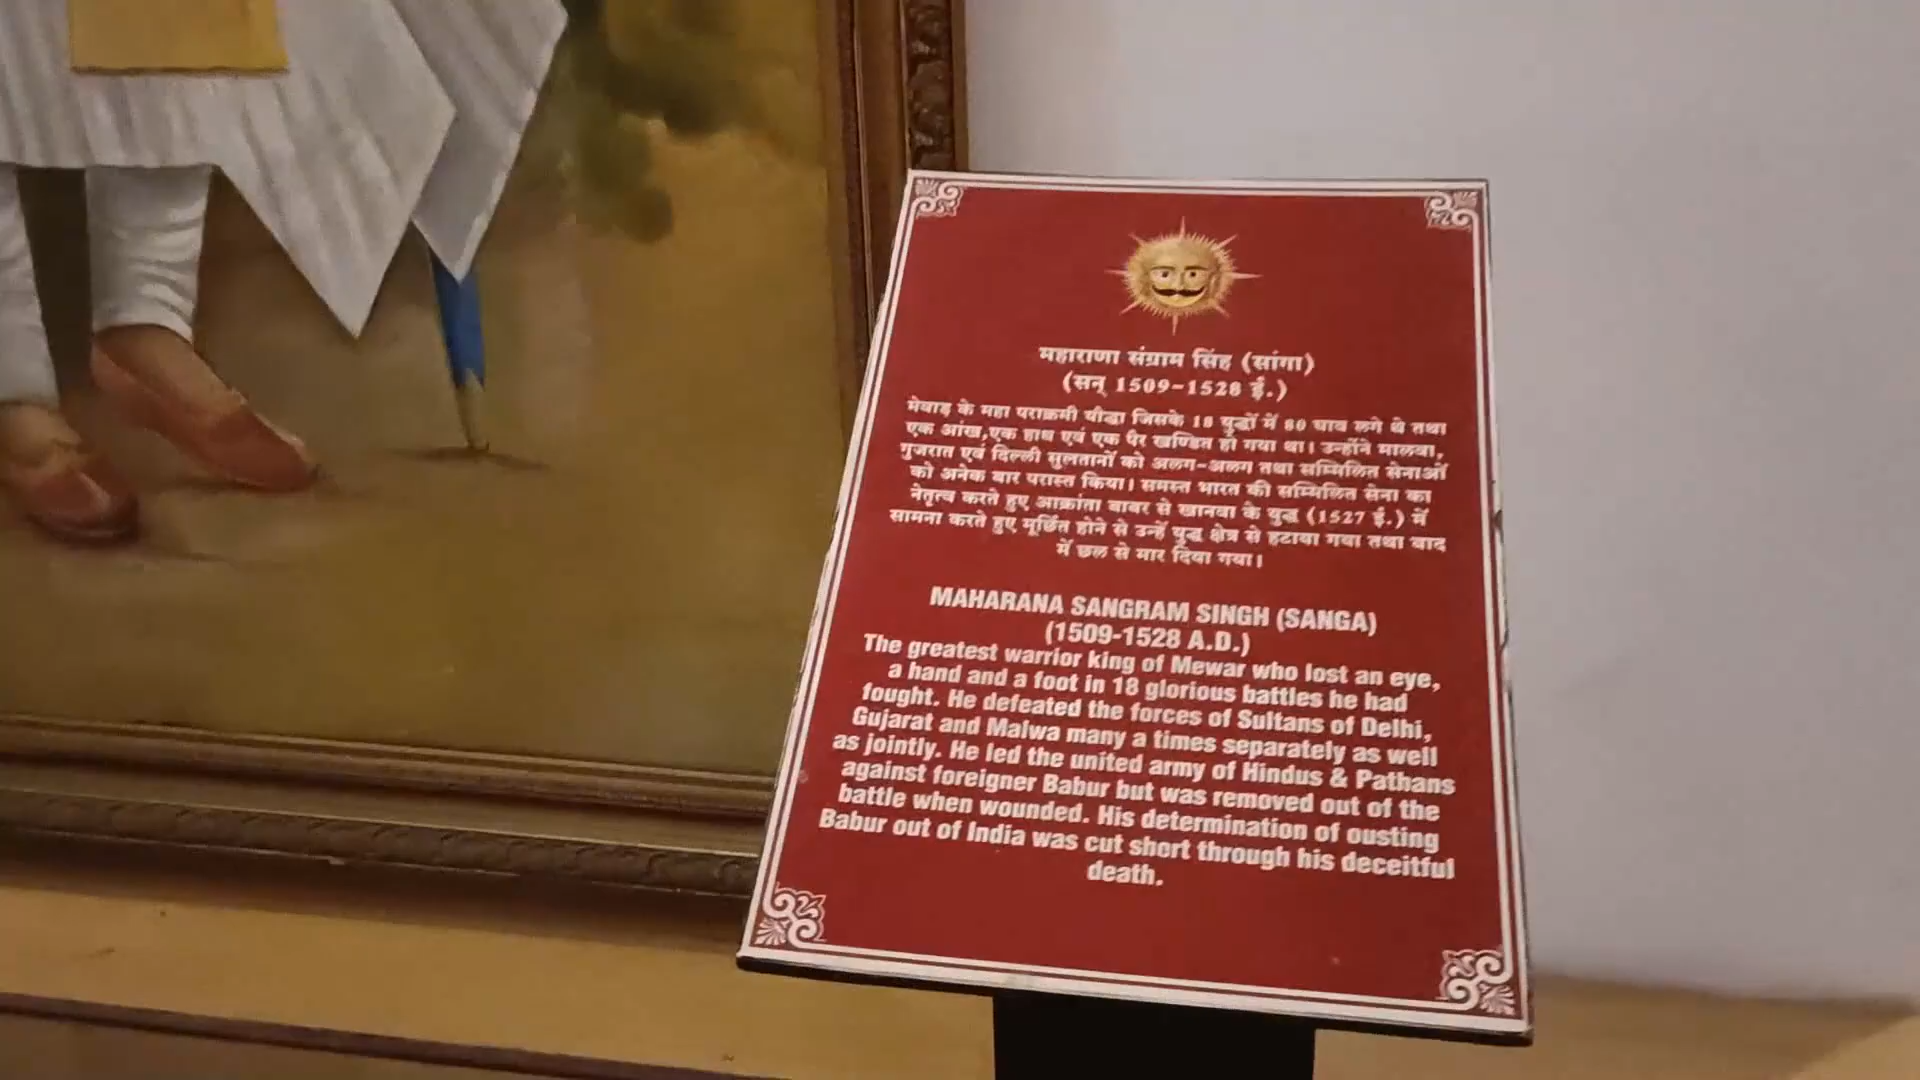 महाराणा संग्राम सिंह (सांगा)
(सन् 1509-1528 ई.)
मेवाड़ के महा पराक्रमी यौद्धा जिसके 18 युद्धों में 80 घाव लगे थे तथा
एक आंख,एक हाथ एवं एक पैर खण्डित हो गया था। उन्होंने मालवा,
गुजरात एवं दिल्ली सुलतानों को अलग-अलग तथा सम्मिलित सेनाओं
को अनेक बार परास्त किया। समस्त भारत की सम्मिलित सेना का
नेतृत्व करते हुए आक्रांता बाबर से खानवा के युद्ध (1527 ई.) में
सामना करते हुए मूर्छित होने से उन्हें युद्ध क्षेत्र से हटाया गया तथा बाद
में छल से मार दिया गया।
MAHARANA SANGRAM SINGH (SANGA)
(1509-1528 A.D.)
The greatest warrior king of Mewar who lost an eye,
a hand and a foot in 18 glorious battles he had
fought. He defeated the forces of Sultans of Delhi,
Gujarat and Malwa many a times separately as well
as jointly. He led the united army of Hindus & Pathans
against foreigner Babur but was removed out of the
battle when wounded. His determination of ousting
Babur out of India was cut short through his deceitful
death.